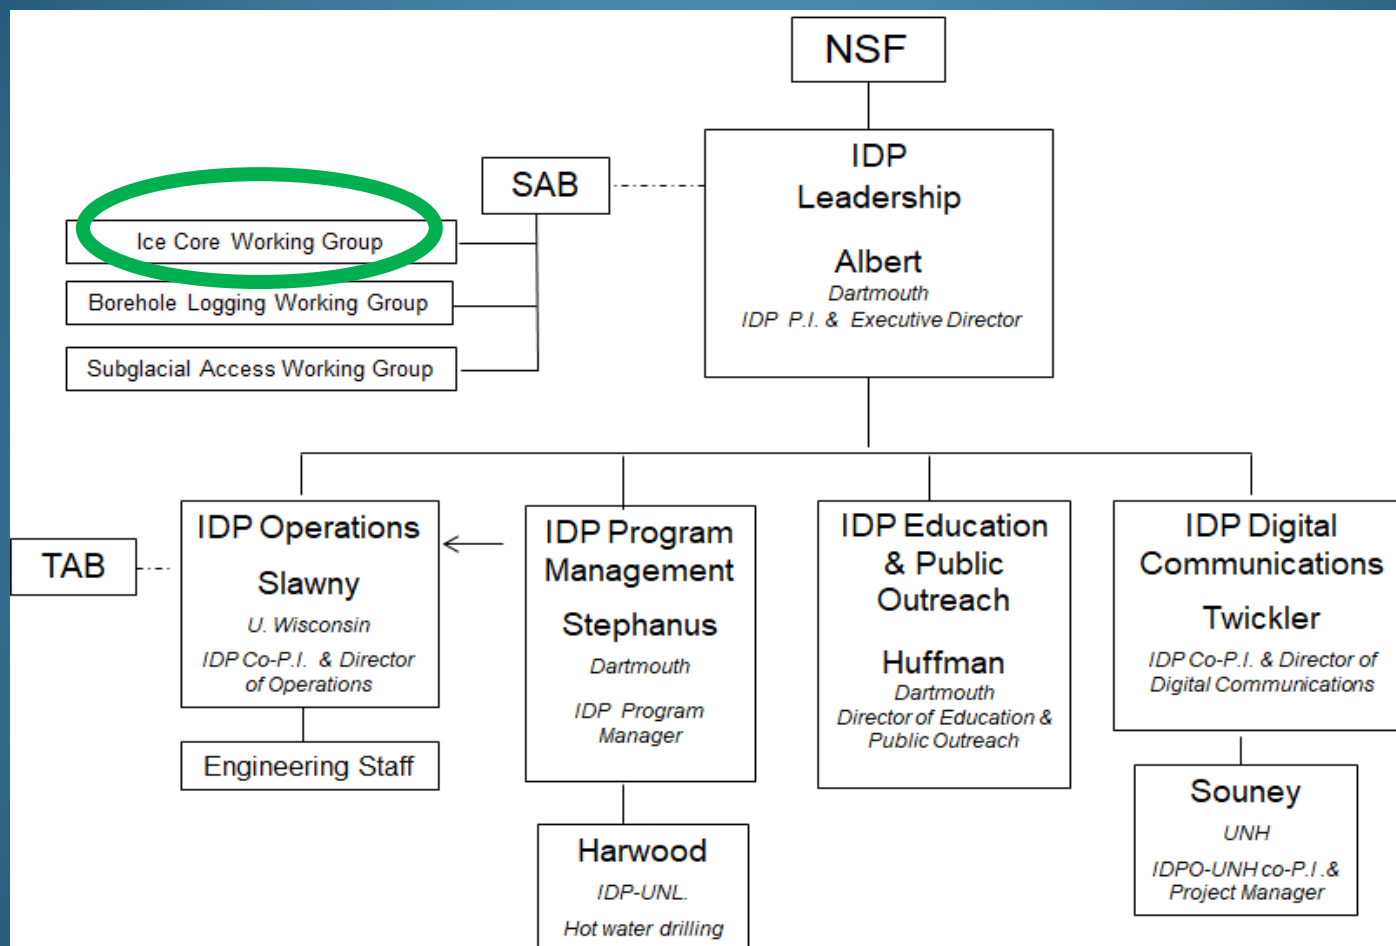 NSF
IDP
Leadership
Albert
Dartmouth
IDP P.I. & Executive Director
SAB
Ice Core Working Group
Borehole Logging Working Group
Subglacial Access Working Group
TAB
IDP Operations
Slawny
U. Wisconsin
IDP Co-P.I. & Director
of Operations
Engineering Staff
IDP Program
Management
Stephanus
Dartmouth
IDP Program
Manager
Harwood
IDP-UNL.
Hot water drilling
IDP Education
& Public
Outreach
Huffman
Dartmouth
Director of Education &
Public Outreach
IDP Digital
Communications
Twickler
IDP Co-P.I. & Director of
Digital Communications
Souney
UNH
IDPO-UNH co-P.I. &
Project Manager